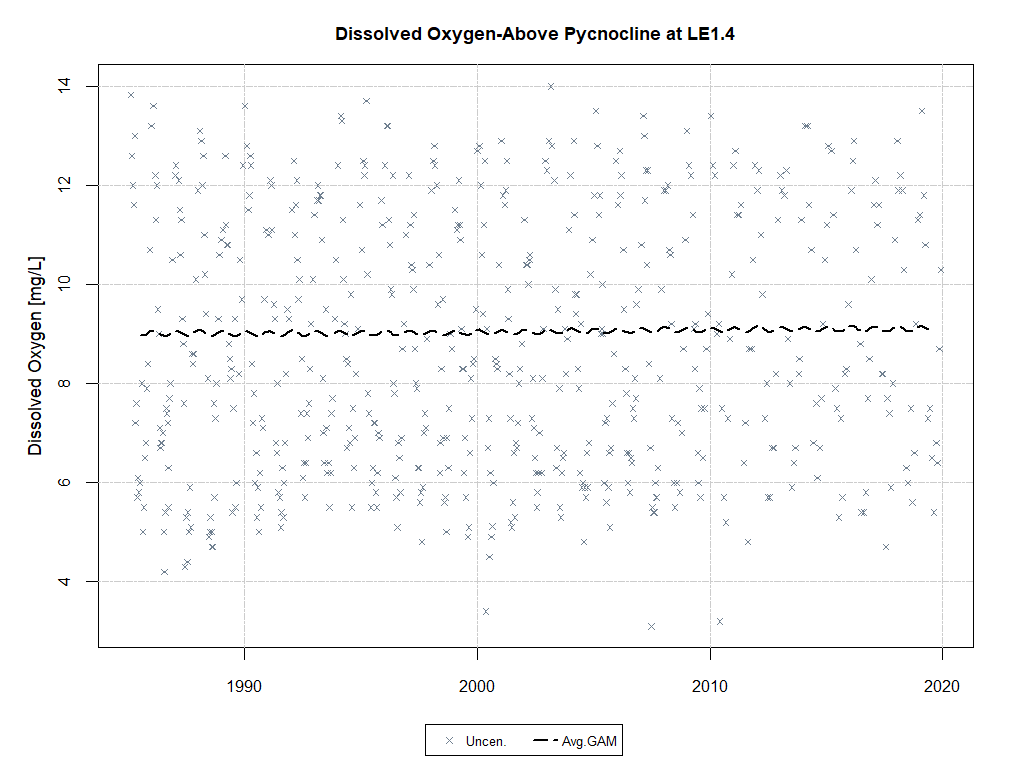 Dissolved Oxygen-Above Pycnocline at LE1.4
Dissolved Oxygen [mg/L]
14
12
10
8
6
4
1990 2000 2010 2020
Uncen. Avg.GAM